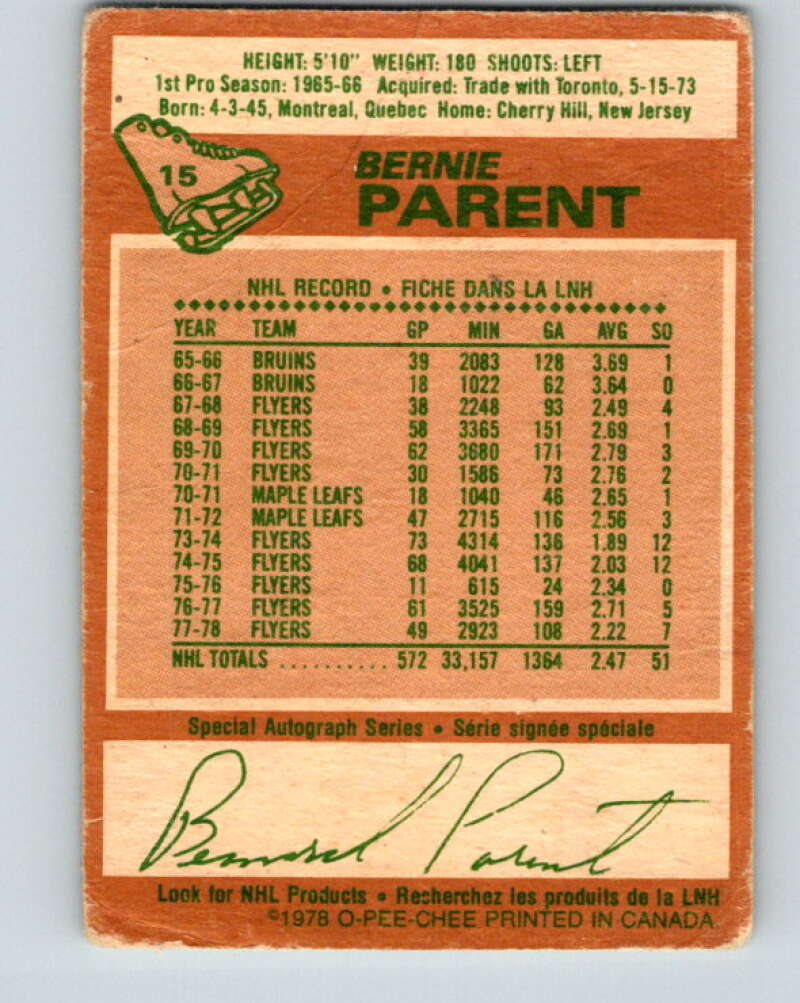 HEIGHT: 5'10" WEIGHT: 180 SHOOTS: LEFT
1st Pro Season: 1965-66 Acquired: Trade with Toronto, 5-15-73
Born: 4-3-45, Montreal, Quebec Home: Cherry Hill, New Jersey
15
BERNIE
PARENT
NHL RECORD • FICHE DANS LA LNH
YEAR TEAM GP MIN GA AVG SO
65-66 BRUINS 39 2083 128 3.69 1
66-67 BRUINS 18 1022 62 3.64 0
67-68 FLYERS 38 2248 93 2.49 4
68-69 FLYERS 58 3365 151 2.69 1
69-70 FLYERS 62 3680 171 2.79 3
70-71 FLYERS 30 1586 73 2.76 2
70-71 MAPLE LEAFS 18 1040 46 2.65 1
71-72 MAPLE LEAFS 47 2715 116 2.56 3
73-74 FLYERS 73 4314 136 1.89 12
74-75 FLYERS 68 4041 137 2.03 12
75-76 FLYERS 11 615 24 2.34 0
76-77 FLYERS 61 3525 159 2.71 5
77-78 FLYERS 49 2923 108 2.22 7
NHL TOTALS .......... 572 33,157 1364 2.47 51
Special Autograph Series • Série signée spéciale
Bernard Parent
Look for NHL Products • Recherchez les produits de la LNH
©1978 O-PEE-CHEE PRINTED IN CANADA